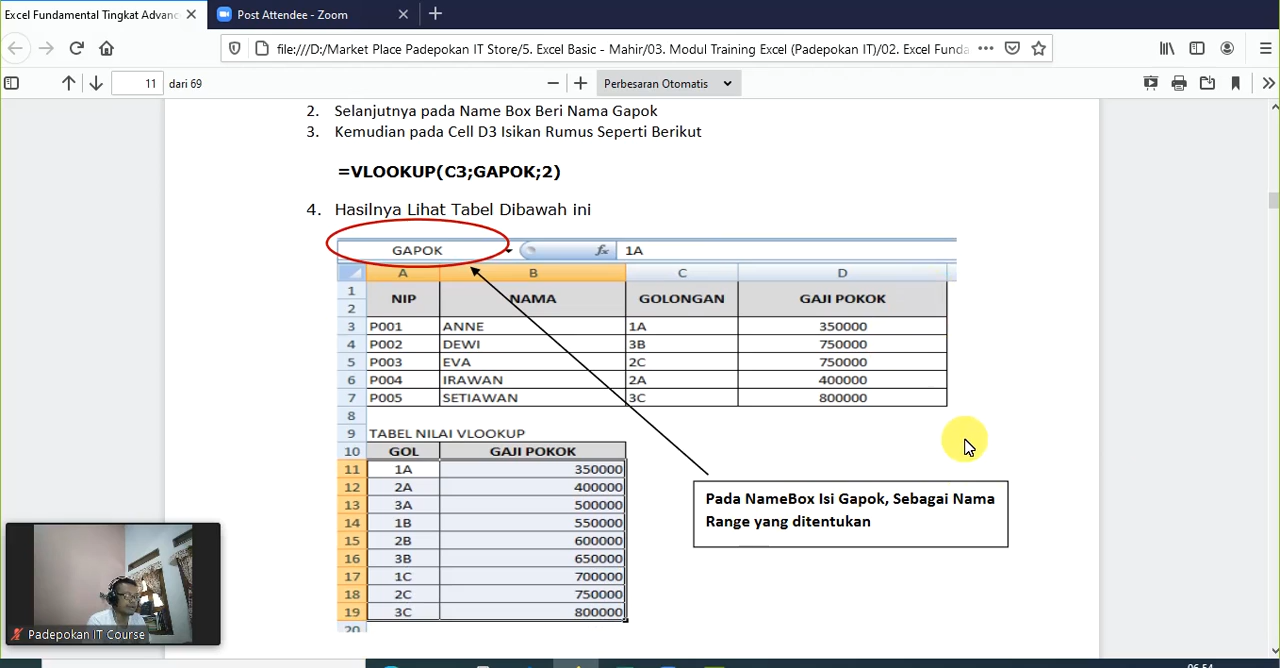 Excel Fundamental Tingkat Advanc
Post Attendee - Zoom
file:///D:/Market Place Padepokan IT Store/5. Excel Basic - Mahir/03. Modul Training Excel (Padepokan IT)/02. Excel Funda
11 dari 69
Perbesaran Otomatis
2. Selanjutnya pada Name Box Beri Nama Gapok
3. Kemudian pada Cell D3 Isikan Rumus Seperti Berikut
=VLOOKUP(C3;GAPOK;2)
4. Hasilnya Lihat Tabel Dibawah ini
GAPOK fx 1A
A B C D
1
2 NIP NAMA GOLONGAN GAJI POKOK
3 P001 ANNE 1A 350000
4 P002 DEWI 3B 750000
5 P003 EVA 2C 750000
6 P004 IRAWAN 2A 400000
7 P005 SETIAWAN 3C 800000
8
9 TABEL NILAI VLOOKUP
10 GOL GAJI POKOK
11 1A 350000
12 2A 400000
13 3A 500000
14 1B 550000
15 2B 600000
16 3B 650000
17 1C 700000
18 2C 750000
19 3C 800000
20
Pada NameBox Isi Gapok, Sebagai Nama
Range yang ditentukan
Padepokan IT Course
06.54